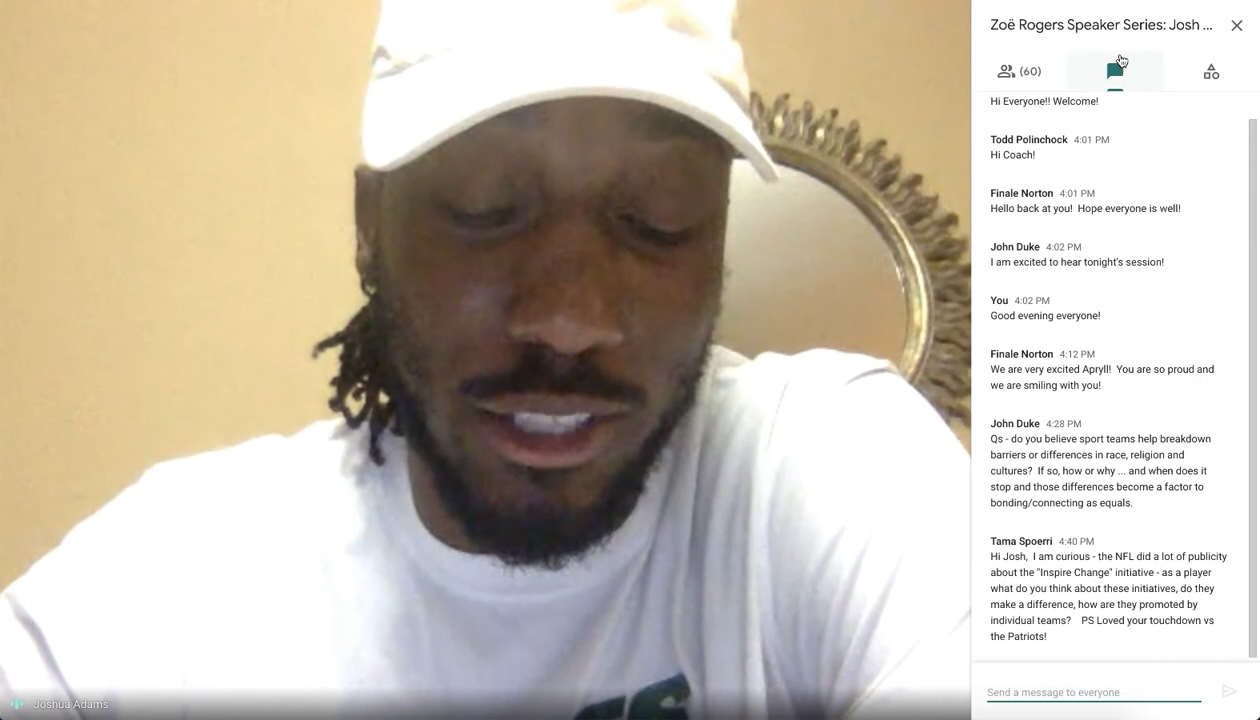 Zoë Rogers Speaker Series: Josh ...
(60)
Hi Everyone!! Welcome!
Todd Polinchock 4:01 PM
Hi Coach!
Finale Norton 4:01 PM
Hello back at you! Hope everyone is well!
John Duke 4:02 PM
I am excited to hear tonight's session!
You 4:02 PM
Good evening everyone!
Finale Norton 4:12 PM
We are very excited Apryll! You are so proud and
we are smiling with you!
John Duke 4:28 PM
Qs - do you believe sport teams help breakdown
barriers or differences in race, religion and
cultures? If so, how or why ... and when does it
stop and those differences become a factor to
bonding/connecting as equals.
Tama Spoerri 4:40 PM
Hi Josh, I am curious - the NFL did a lot of publicity
about the "Inspire Change" initiative - as a player
what do you think about these initiatives, do they
make a difference, how are they promoted by
individual teams? PS Loved your touchdown vs
the Patriots!
Send a message to everyone
Joshua Adams